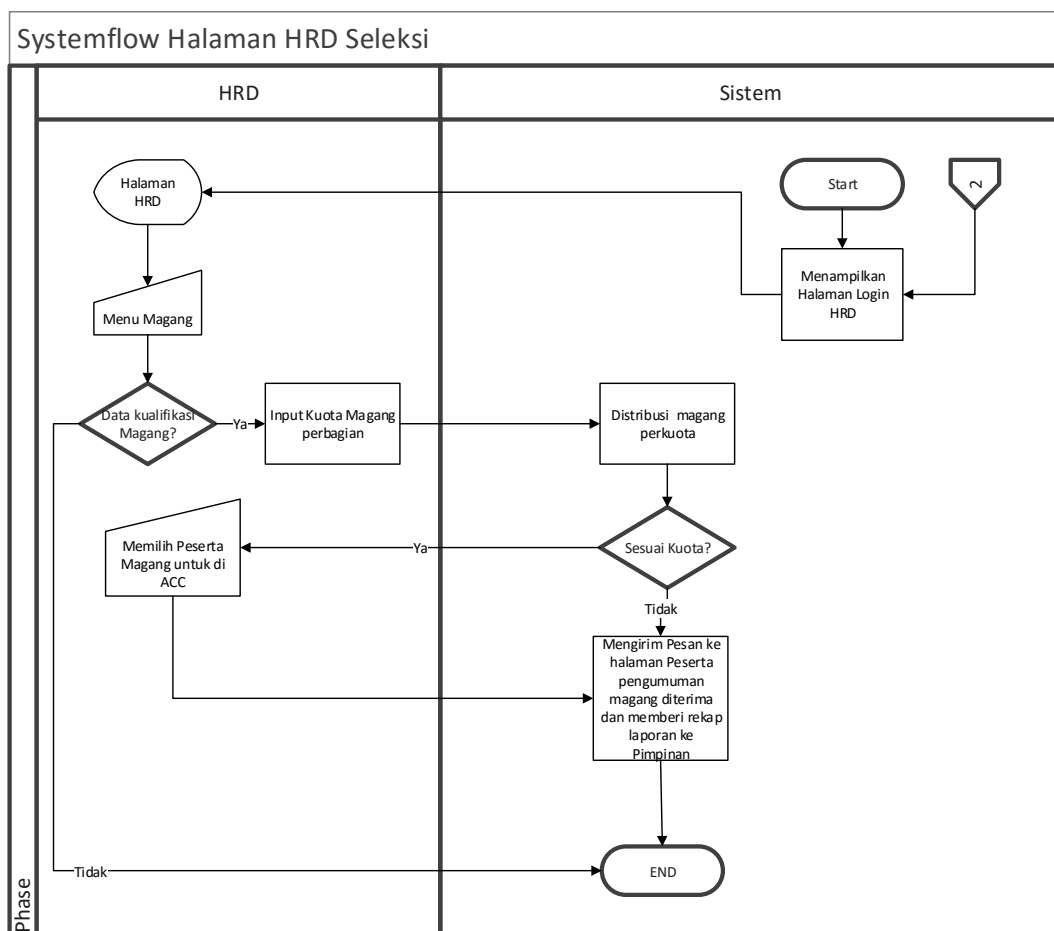 Systemflow Halaman HRD Seleksi
HRD
Sistem
Phase
Halaman
HRD
Start
2
Menampilkan
Halaman Login
HRD
Menu Magang
Data kualifikasi
Magang?
Ya
Input Kuota Magang
perbagian
Distribusi magang
perkuota
Sesuai Kuota?
Ya
Memilih Peserta
Magang untuk di
ACC
Tidak
Mengirim Pesan ke
halaman Peserta
pengumuman
magang diterima
dan memberi rekap
laporan ke
Pimpinan
Tidak
END